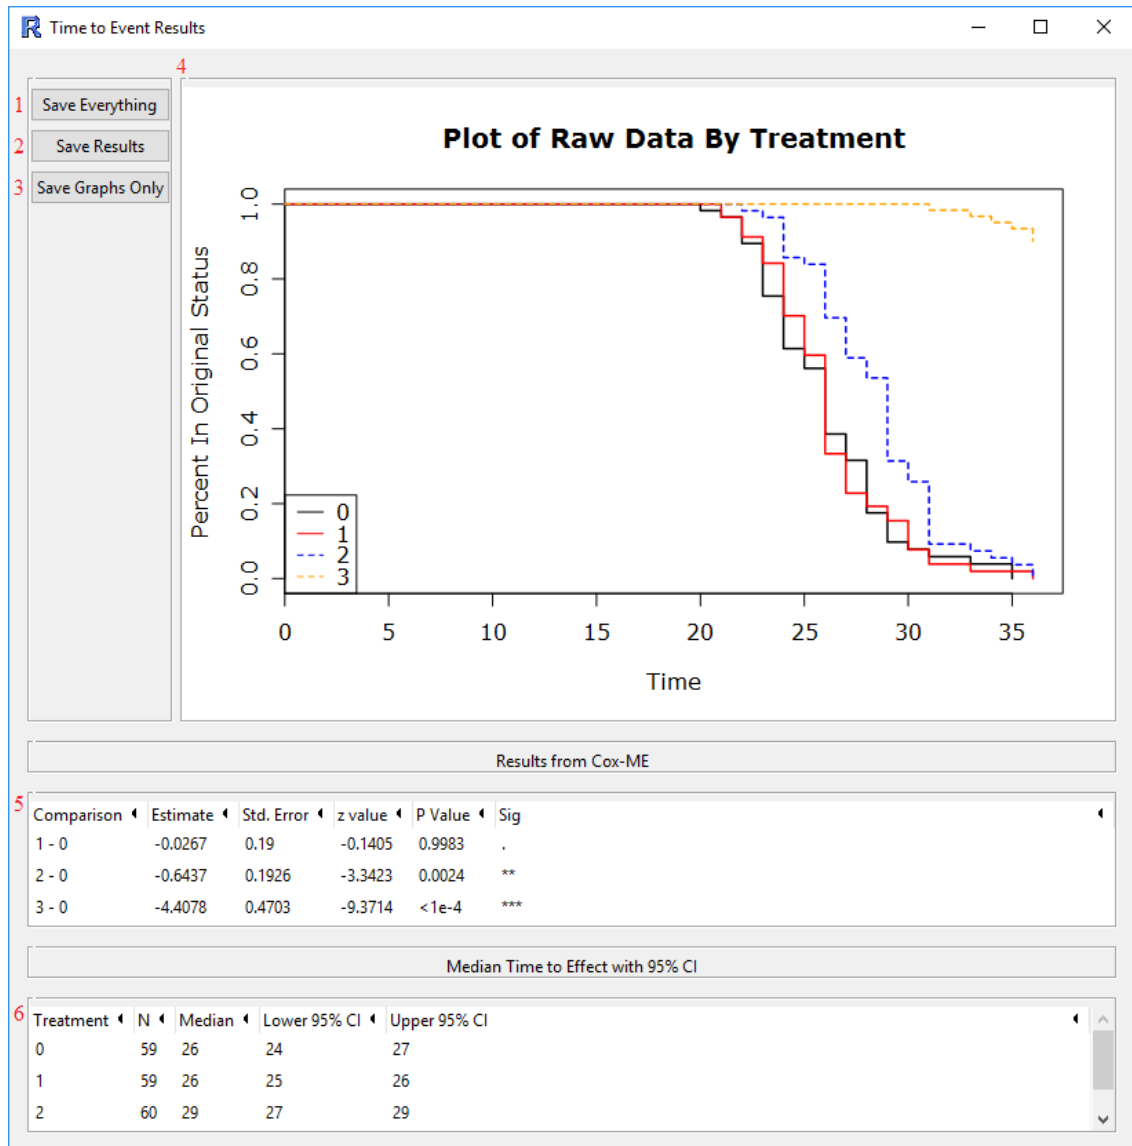 Time to Event Results
4
1 Save Everything
2 Save Results
3 Save Graphs Only
Plot of Raw Data By Treatment
Percent In Original Status
1.0
0.8
0.6
0.4
0.2
0.0
0
1
2
3
0 5 10 15 20 25 30 35
Time
Results from Cox-ME
5
Comparison Estimate Std. Error z value P Value Sig
1 - 0 -0.0267 0.19 -0.1405 0.9983 .
2 - 0 -0.6437 0.1926 -3.3423 0.0024 **
3 - 0 -4.4078 0.4703 -9.3714 <1e-4 ***
Median Time to Effect with 95% CI
6
Treatment N Median Lower 95% CI Upper 95% CI
0 59 26 24 27
1 59 26 25 26
2 60 29 27 29